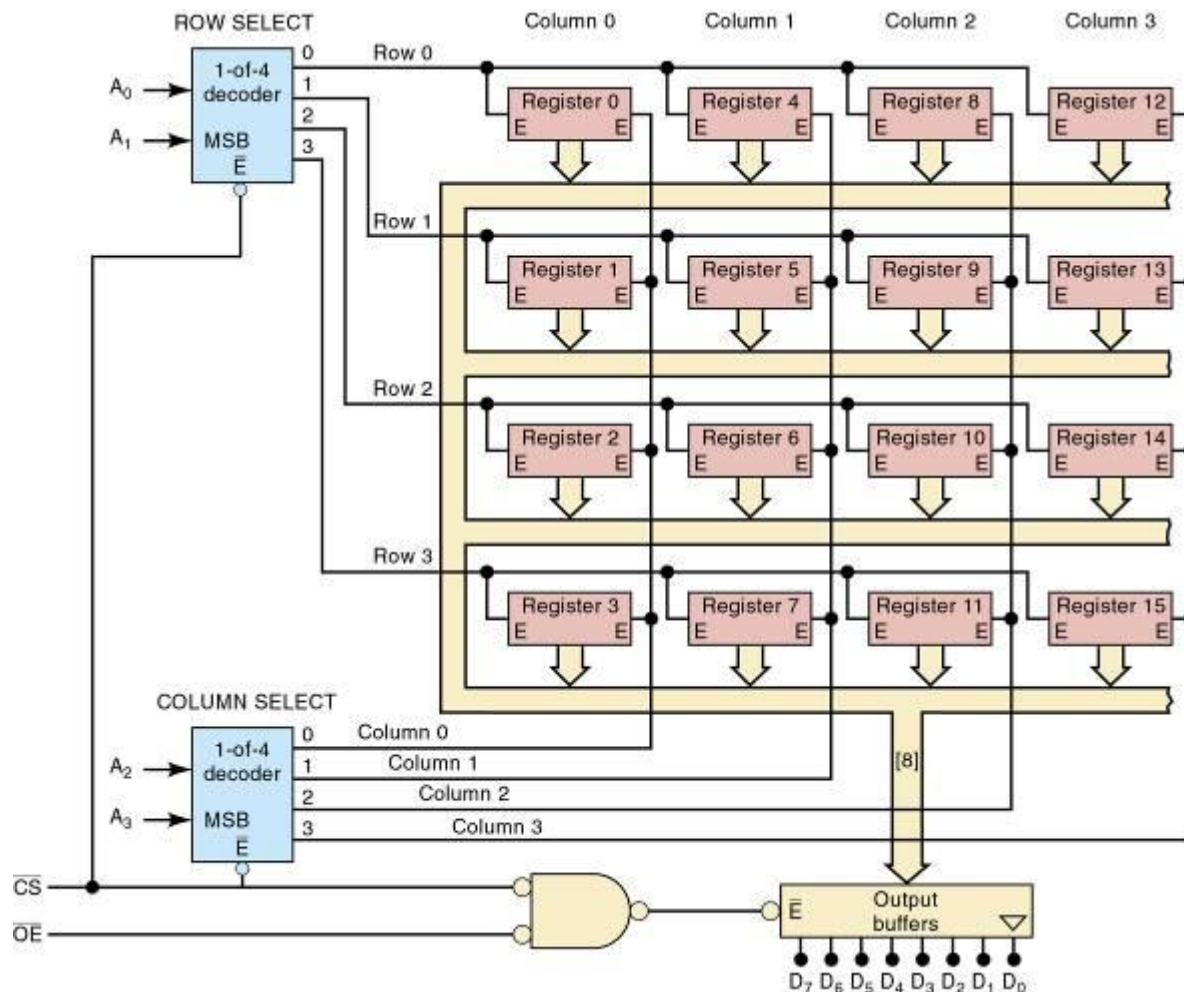 ROW SELECT
Column 0 Column 1 Column 2 Column 3
0 Row 0
1-of-4
decoder
1
A₀
Register 0 Register 4 Register 8 Register 12
E E E E E E E E
2
A₁ MSB
3
E̅
Row 1
Register 1 Register 5 Register 9 Register 13
E E E E E E E E
Row 2
Register 2 Register 6 Register 10 Register 14
E E E E E E E E
Row 3
Register 3 Register 7 Register 11 Register 15
E E E E E E E E
COLUMN SELECT
0 Column 0
1-of-4
decoder
1 Column 1
A₂
[8]
2 Column 2
A₃ MSB
3 Column 3
E̅
C̅S̅
O̅E̅
E̅ Output
buffers
D₇ D₆ D₅ D₄ D₃ D₂ D₁ D₀